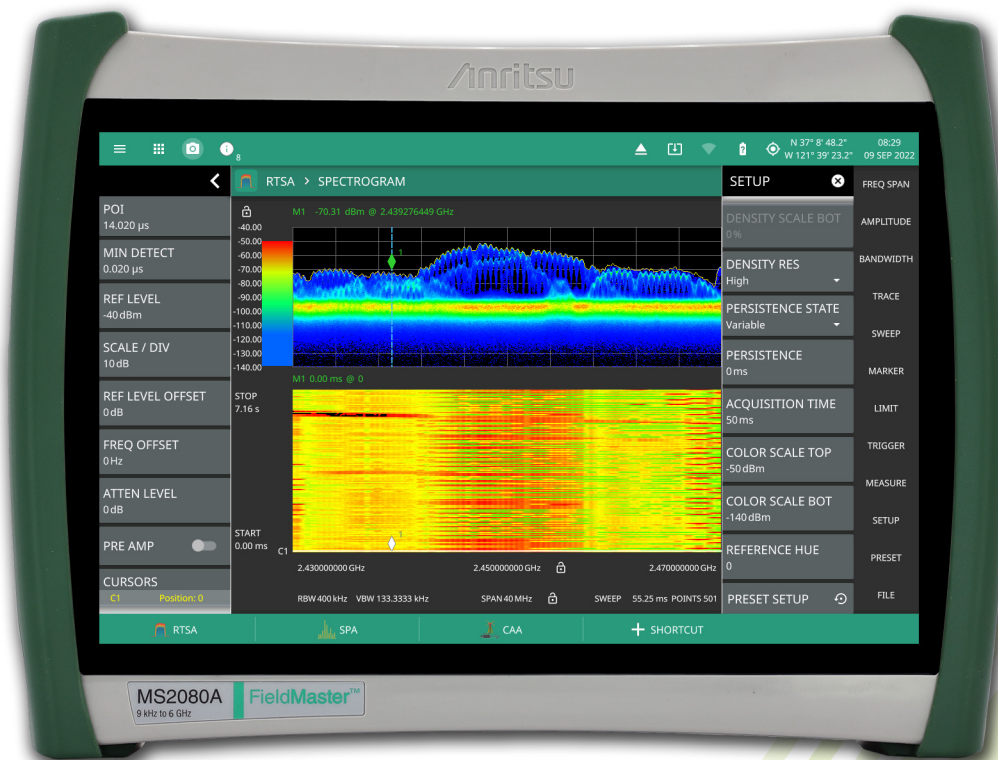 Anritsu
8
N 37° 8' 48.2"
W 121° 39' 23.2"
08:29
09 SEP 2022
RTSA > SPECTROGRAM
SETUP
FREQ SPAN
AMPLITUDE
BANDWIDTH
TRACE
SWEEP
MARKER
LIMIT
TRIGGER
MEASURE
SETUP
PRESET
FILE
POI
14.020 µs
MIN DETECT
0.020 µs
REF LEVEL
-40 dBm
SCALE / DIV
10 dB
REF LEVEL OFFSET
0 dB
FREQ OFFSET
0 Hz
ATTEN LEVEL
0 dB
PRE AMP
CURSORS
C1 Position: 0
M1 -70.31 dBm @ 2.439276449 GHz
-40.00
-50.00
-60.00
-70.00
-80.00
-90.00
-100.00
-110.00
-120.00
-130.00
-140.00
1
M1 0.00 ms @ 0
STOP
7.16 s
START
0.00 ms
C1
1
2.430000000 GHz
2.450000000 GHz
2.470000000 GHz
RBW 400 kHz VBW 133.3333 kHz SPAN 40 MHz SWEEP 55.25 ms POINTS 501
DENSITY SCALE BOT
0 %
DENSITY RES
High
PERSISTENCE STATE
Variable
PERSISTENCE
0 ms
ACQUISITION TIME
50 ms
COLOR SCALE TOP
-50 dBm
COLOR SCALE BOT
-140 dBm
REFERENCE HUE
0
PRESET SETUP
RTSA
SPA
CAA
+ SHORTCUT
MS2080A
9 kHz to 6 GHz
FieldMaster™